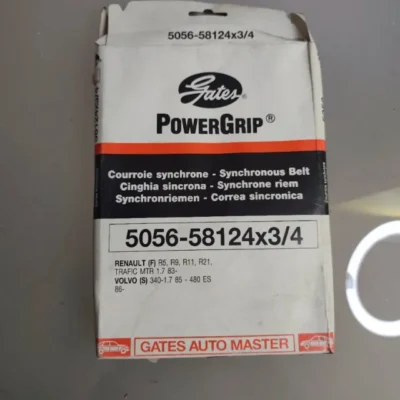 5056-58124x3/4
Gates®
POWERGRIP®
Courroie synchrone - Synchronous Belt
Cinghia sincrona - Synchrone riem
Synchronriemen - Correa sincronica
5056-58124x3/4
RENAULT (F) R5, R9, R11, R21,
TRAFIC MTR 1.7 83-
VOLVO (S) 340-1.7 85 - 480 ES
86-
GATES AUTO MASTER